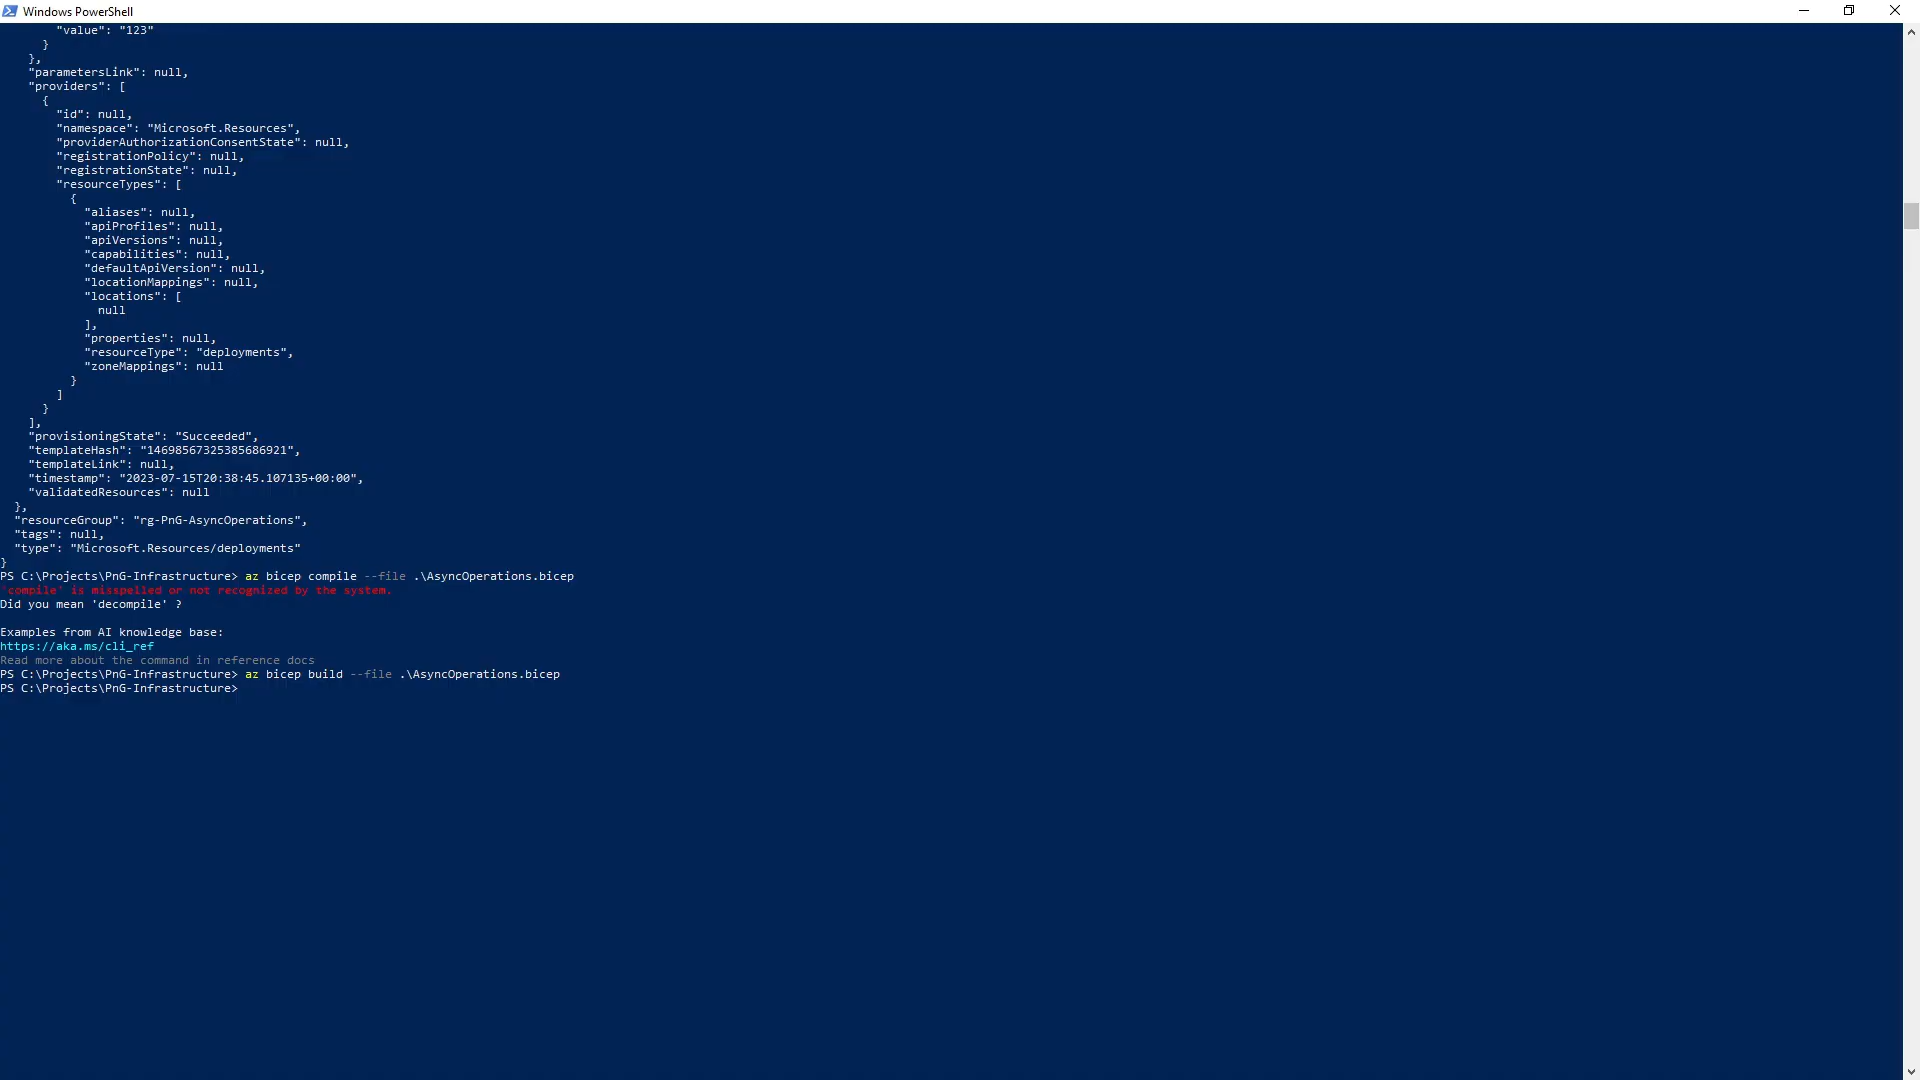 Windows PowerShell
"value": "123"
}
},
"parametersLink": null,
"providers": [
{
"id": null,
"namespace": "Microsoft.Resources",
"providerAuthorizationConsentState": null,
"registrationPolicy": null,
"registrationState": null,
"resourceTypes": [
{
"aliases": null,
"apiProfiles": null,
"apiVersions": null,
"capabilities": null,
"defaultApiVersion": null,
"locationMappings": null,
"locations": [
null
],
"properties": null,
"resourceType": "deployments",
"zoneMappings": null
}
]
}
],
"provisioningState": "Succeeded",
"templateHash": "14698567325385686921",
"templateLink": null,
"timestamp": "2023-07-15T20:38:45.107135+00:00",
"validatedResources": null
},
"resourceGroup": "rg-PnG-AsyncOperations",
"tags": null,
"type": "Microsoft.Resources/deployments"
}
PS C:\Projects\PnG-Infrastructure> az bicep compile --file .\AsyncOperations.bicep
'compile' is misspelled or not recognized by the system.
Did you mean 'decompile' ?
Examples from AI knowledge base:
https://aka.ms/cli_ref
Read more about the command in reference docs
PS C:\Projects\PnG-Infrastructure> az bicep build --file .\AsyncOperations.bicep
PS C:\Projects\PnG-Infrastructure>